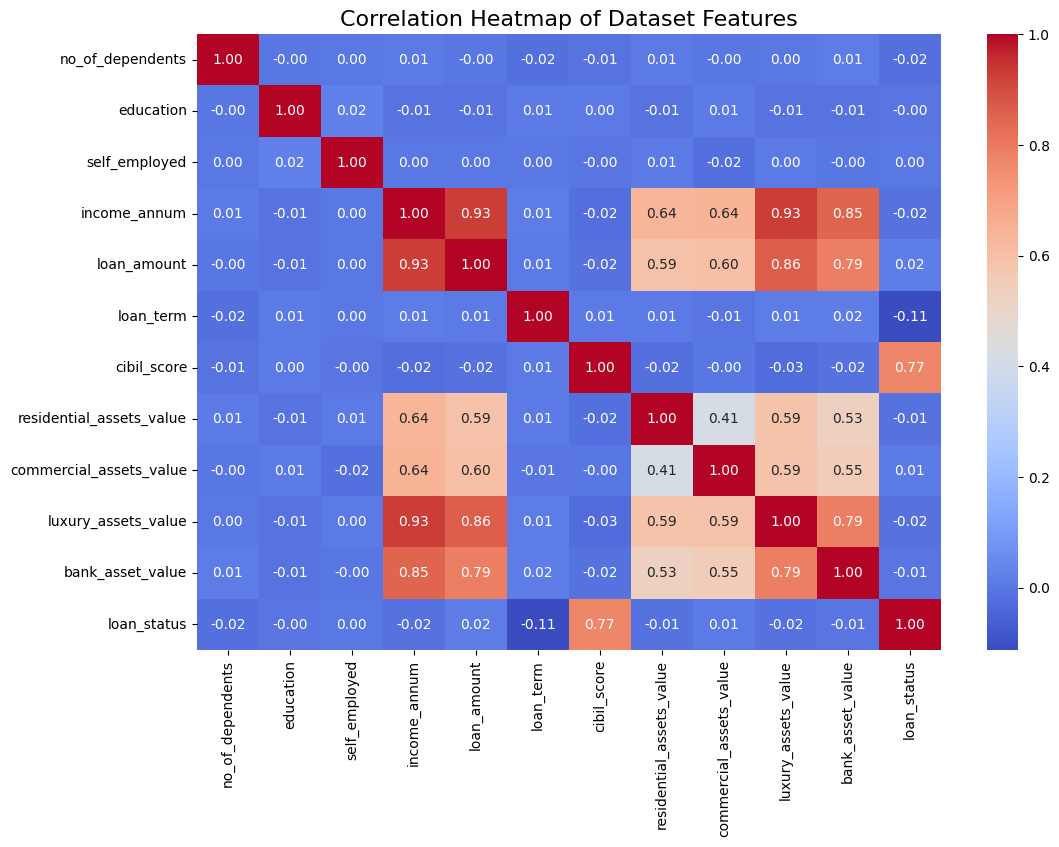 Correlation Heatmap of Dataset Features
no_of_dependents 1.00 -0.00 0.00 0.01 -0.00 -0.02 -0.01 0.01 -0.00 0.00 0.01 -0.02
education -0.00 1.00 0.02 -0.01 -0.01 0.01 0.00 -0.01 0.01 -0.01 -0.01 -0.00
self_employed 0.00 0.02 1.00 0.00 0.00 0.00 -0.00 0.01 -0.02 0.00 -0.00 0.00
income_annum 0.01 -0.01 0.00 1.00 0.93 0.01 -0.02 0.64 0.64 0.93 0.85 -0.02
loan_amount -0.00 -0.01 0.00 0.93 1.00 0.01 -0.02 0.59 0.60 0.86 0.79 0.02
loan_term -0.02 0.01 0.00 0.01 0.01 1.00 0.01 0.01 -0.01 0.01 0.02 -0.11
cibil_score -0.01 0.00 -0.00 -0.02 -0.02 0.01 1.00 -0.02 -0.00 -0.03 -0.02 0.77
residential_assets_value 0.01 -0.01 0.01 0.64 0.59 0.01 -0.02 1.00 0.41 0.59 0.53 -0.01
commercial_assets_value -0.00 0.01 -0.02 0.64 0.60 -0.01 -0.00 0.41 1.00 0.59 0.55 0.01
luxury_assets_value 0.00 -0.01 0.00 0.93 0.86 0.01 -0.03 0.59 0.59 1.00 0.79 -0.02
bank_asset_value 0.01 -0.01 -0.00 0.85 0.79 0.02 -0.02 0.53 0.55 0.79 1.00 -0.01
loan_status -0.02 -0.00 0.00 -0.02 0.02 -0.11 0.77 -0.01 0.01 -0.02 -0.01 1.00
no_of_dependents
education
self_employed
income_annum
loan_amount
loan_term
cibil_score
residential_assets_value
commercial_assets_value
luxury_assets_value
bank_asset_value
loan_status
1.0
0.8
0.6
0.4
0.2
0.0